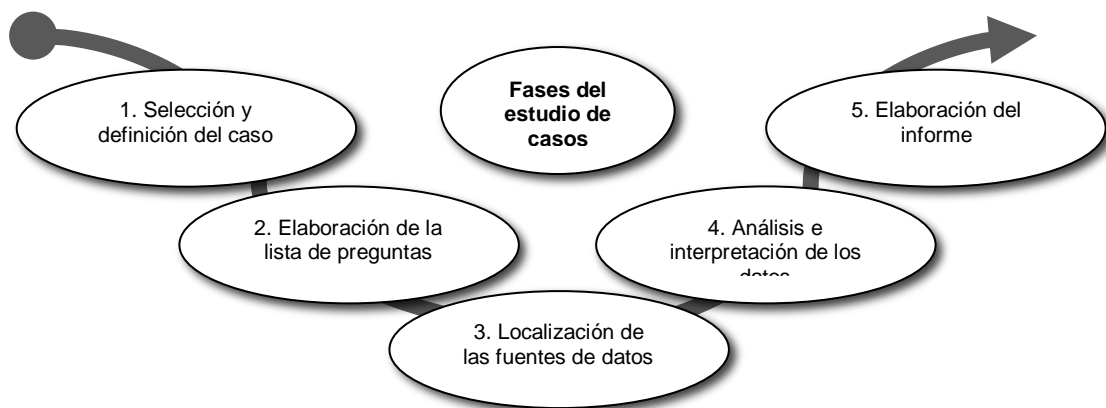 Fases del
estudio de
casos
1. Selección y
definición del caso
2. Elaboración de la
lista de preguntas
3. Localización de
las fuentes de datos
4. Análisis e
interpretación de los
datos
5. Elaboración del
informe